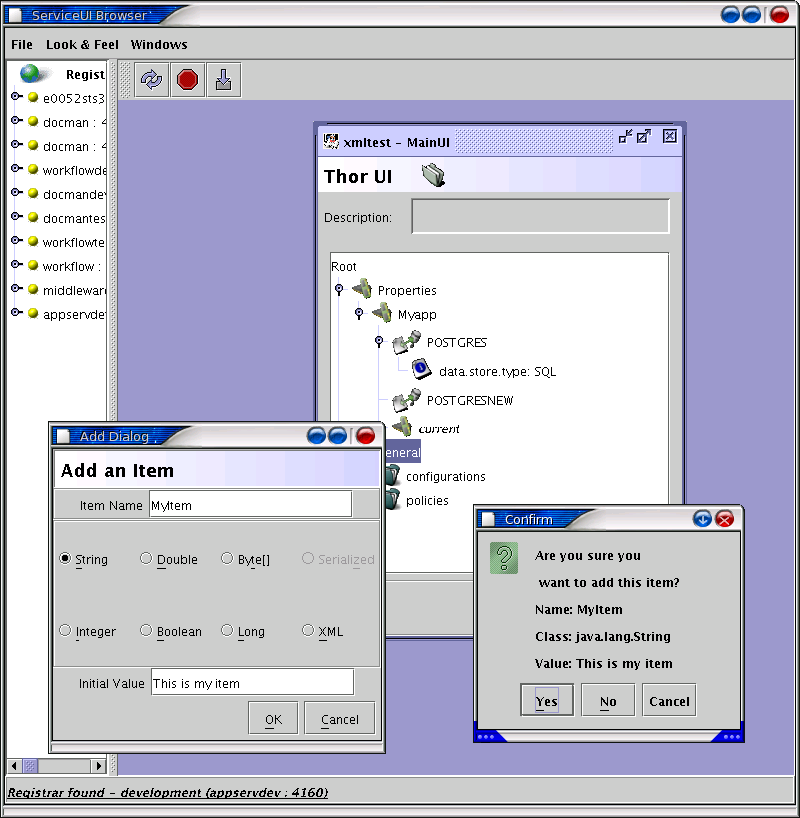 ServiceUI Browser
File Look & Feel Windows
Regist
e0052sts3
docman : 4
docman : 4
workflowde
docmandev
docmantes
workflowte
workflow :
middleware
appservdev
xmltest - MainUI
Thor UI
Description:
Root
Properties
Myapp
POSTGRES
data.store.type: SQL
POSTGRESNEW
current
eneral
configurations
policies
Add Dialog
Add an Item
Item Name MyItem
String Double Byte[] Serialized
Integer Boolean Long XML
Initial Value This is my item
OK Cancel
Confirm
Are you sure you
want to add this item?
Name: MyItem
Class: java.lang.String
Value: This is my item
Yes No Cancel
Registrar found - development (appservdev : 4160)